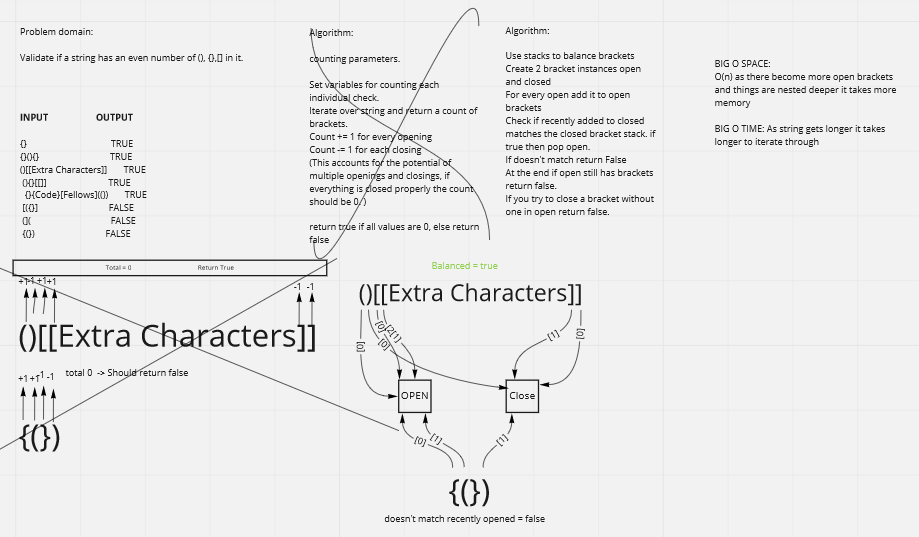 Problem domain:
Validate if a string has an even number of (), {},[] in it.
INPUT OUTPUT
{} TRUE
{}(){} TRUE
()[[Extra Characters]] TRUE
(){}[[]] TRUE
{}{Code}[Fellows](()) TRUE
[({}] FALSE
(]( FALSE
{(}) FALSE
Algorithm:
counting parameters.
Set variables for counting each
individual check.
Iterate over string and return a count of
brackets.
Count += 1 for every opening
Count -= 1 for each closing
(This accounts for the potential of
multiple openings and closings, if
everything is closed properly the count
should be 0. )
return true if all values are 0, else return
false
Algorithm:
Use stacks to balance brackets
Create 2 bracket instances open
and closed
For every open add it to open
brackets
Check if recently added to closed
matches the closed bracket stack. if
true then pop open.
If doesn't match return False
At the end if open still has brackets
return false.
If you try to close a bracket without
one in open return false.
BIG O SPACE:
O(n) as there become more open brackets
and things are nested deeper it takes more
memory
BIG O TIME: As string gets longer it takes
longer to iterate through
Total = 0 Return True
+1 -1 +1 +1 -1 -1
()[[Extra Characters]]
total 0 -> Should return false
+1 +1 -1 -1
{(})
Balanced = true
()[[Extra Characters]]
[0] [0] [0] [2] [1] [1] [0]
OPEN Close
[0] [1] [1]
{(})
doesn't match recently opened = false